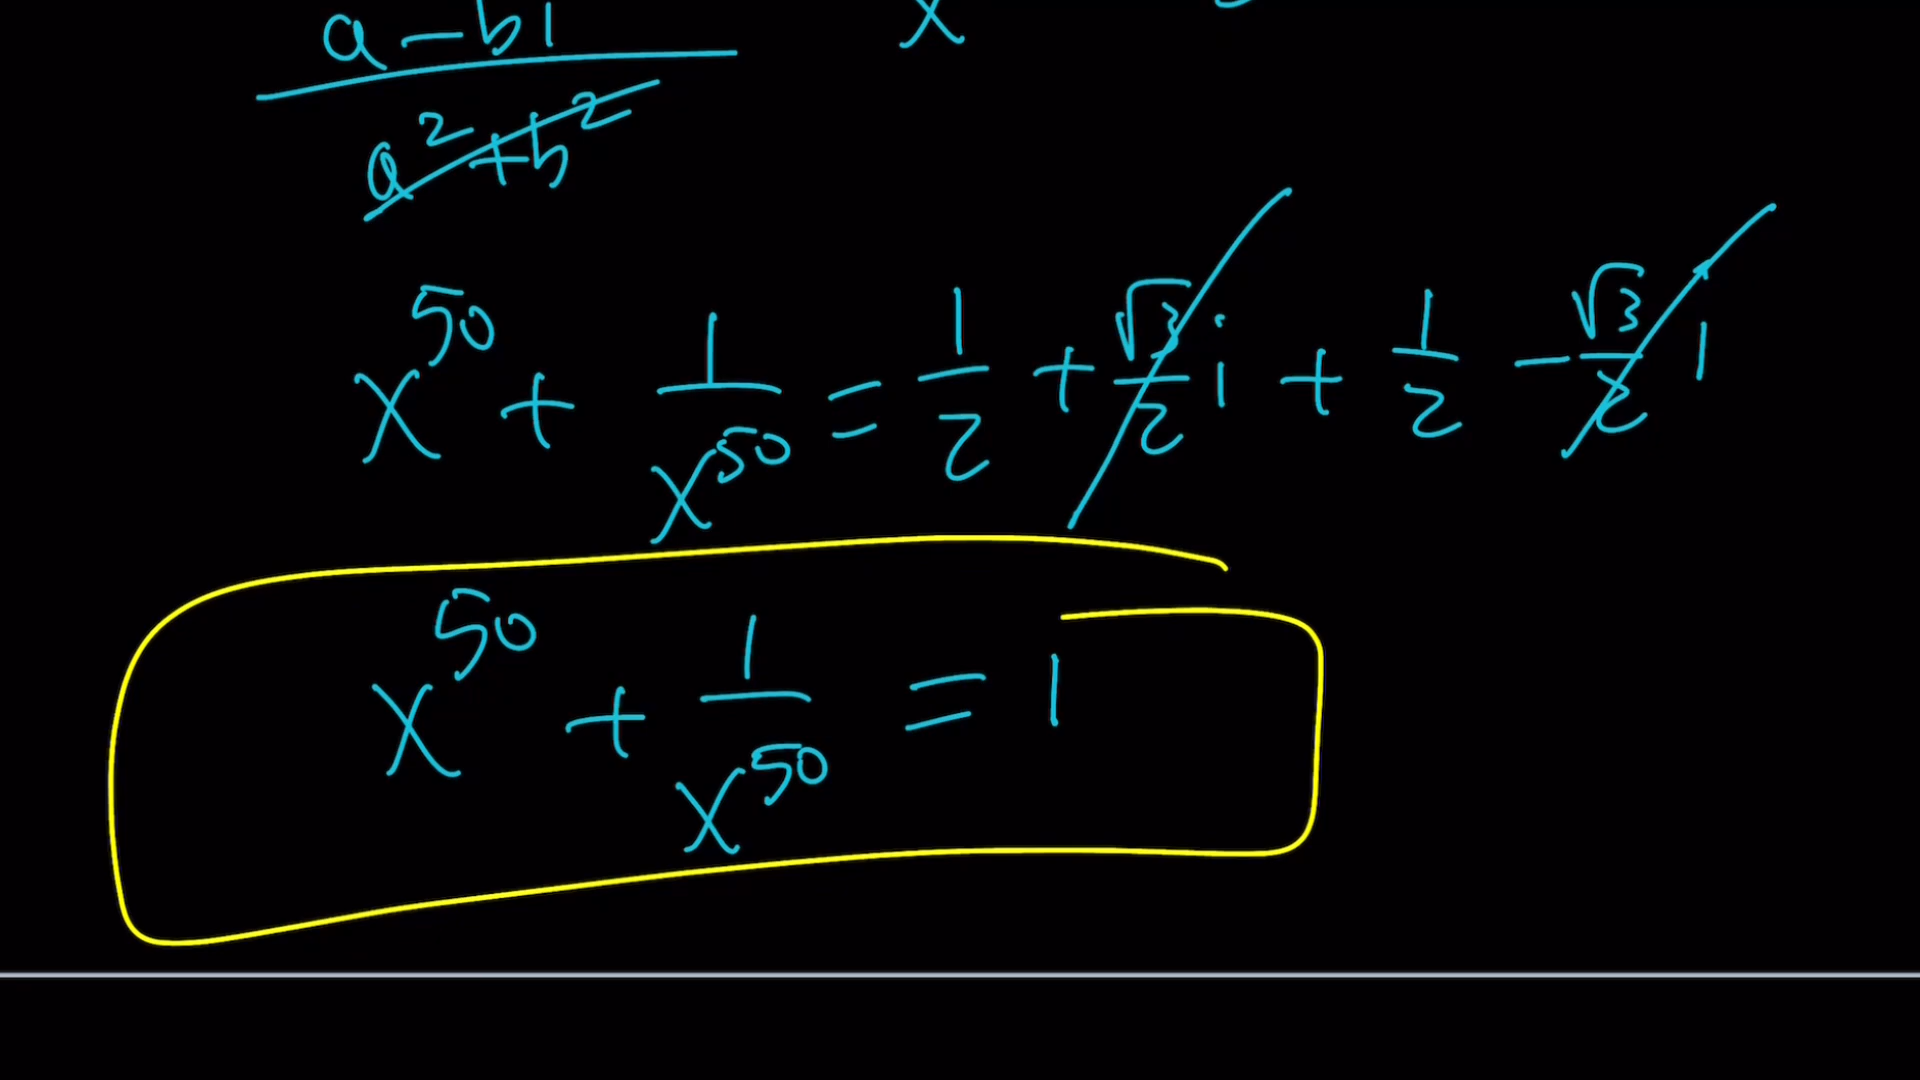 a - bi
a² + b²
x
x⁵⁰ + 1/x⁵⁰ = 1/2 + √3/2 i + 1/2 - √3/2 i
x⁵⁰ + 1/x⁵⁰ = 1